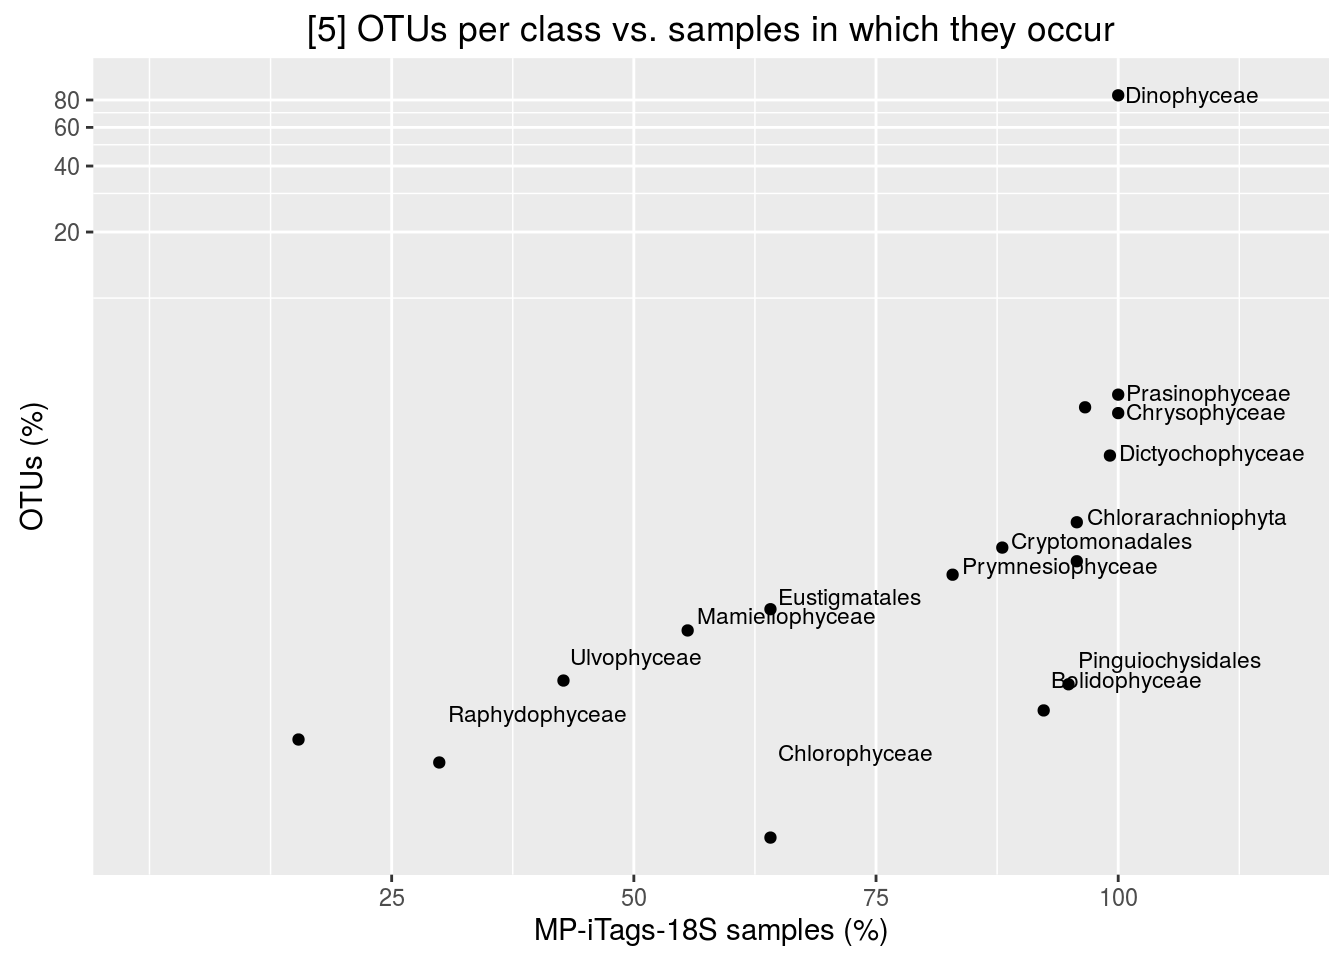 [5] OTUs per class vs. samples in which they occur
80
60
40
20
OTUs (%)
Dinophyceae
Prasinophyceae
Chrysophyceae
Dictyochophyceae
Chlorarachniophyta
Cryptomonadales
Prymnesiophyceae
Eustigmatales
Mamiellophyceae
Ulvophyceae
Pinguiochysidales
Bolidophyceae
Raphydophyceae
Chlorophyceae
25 50 75 100
MP-iTags-18S samples (%)